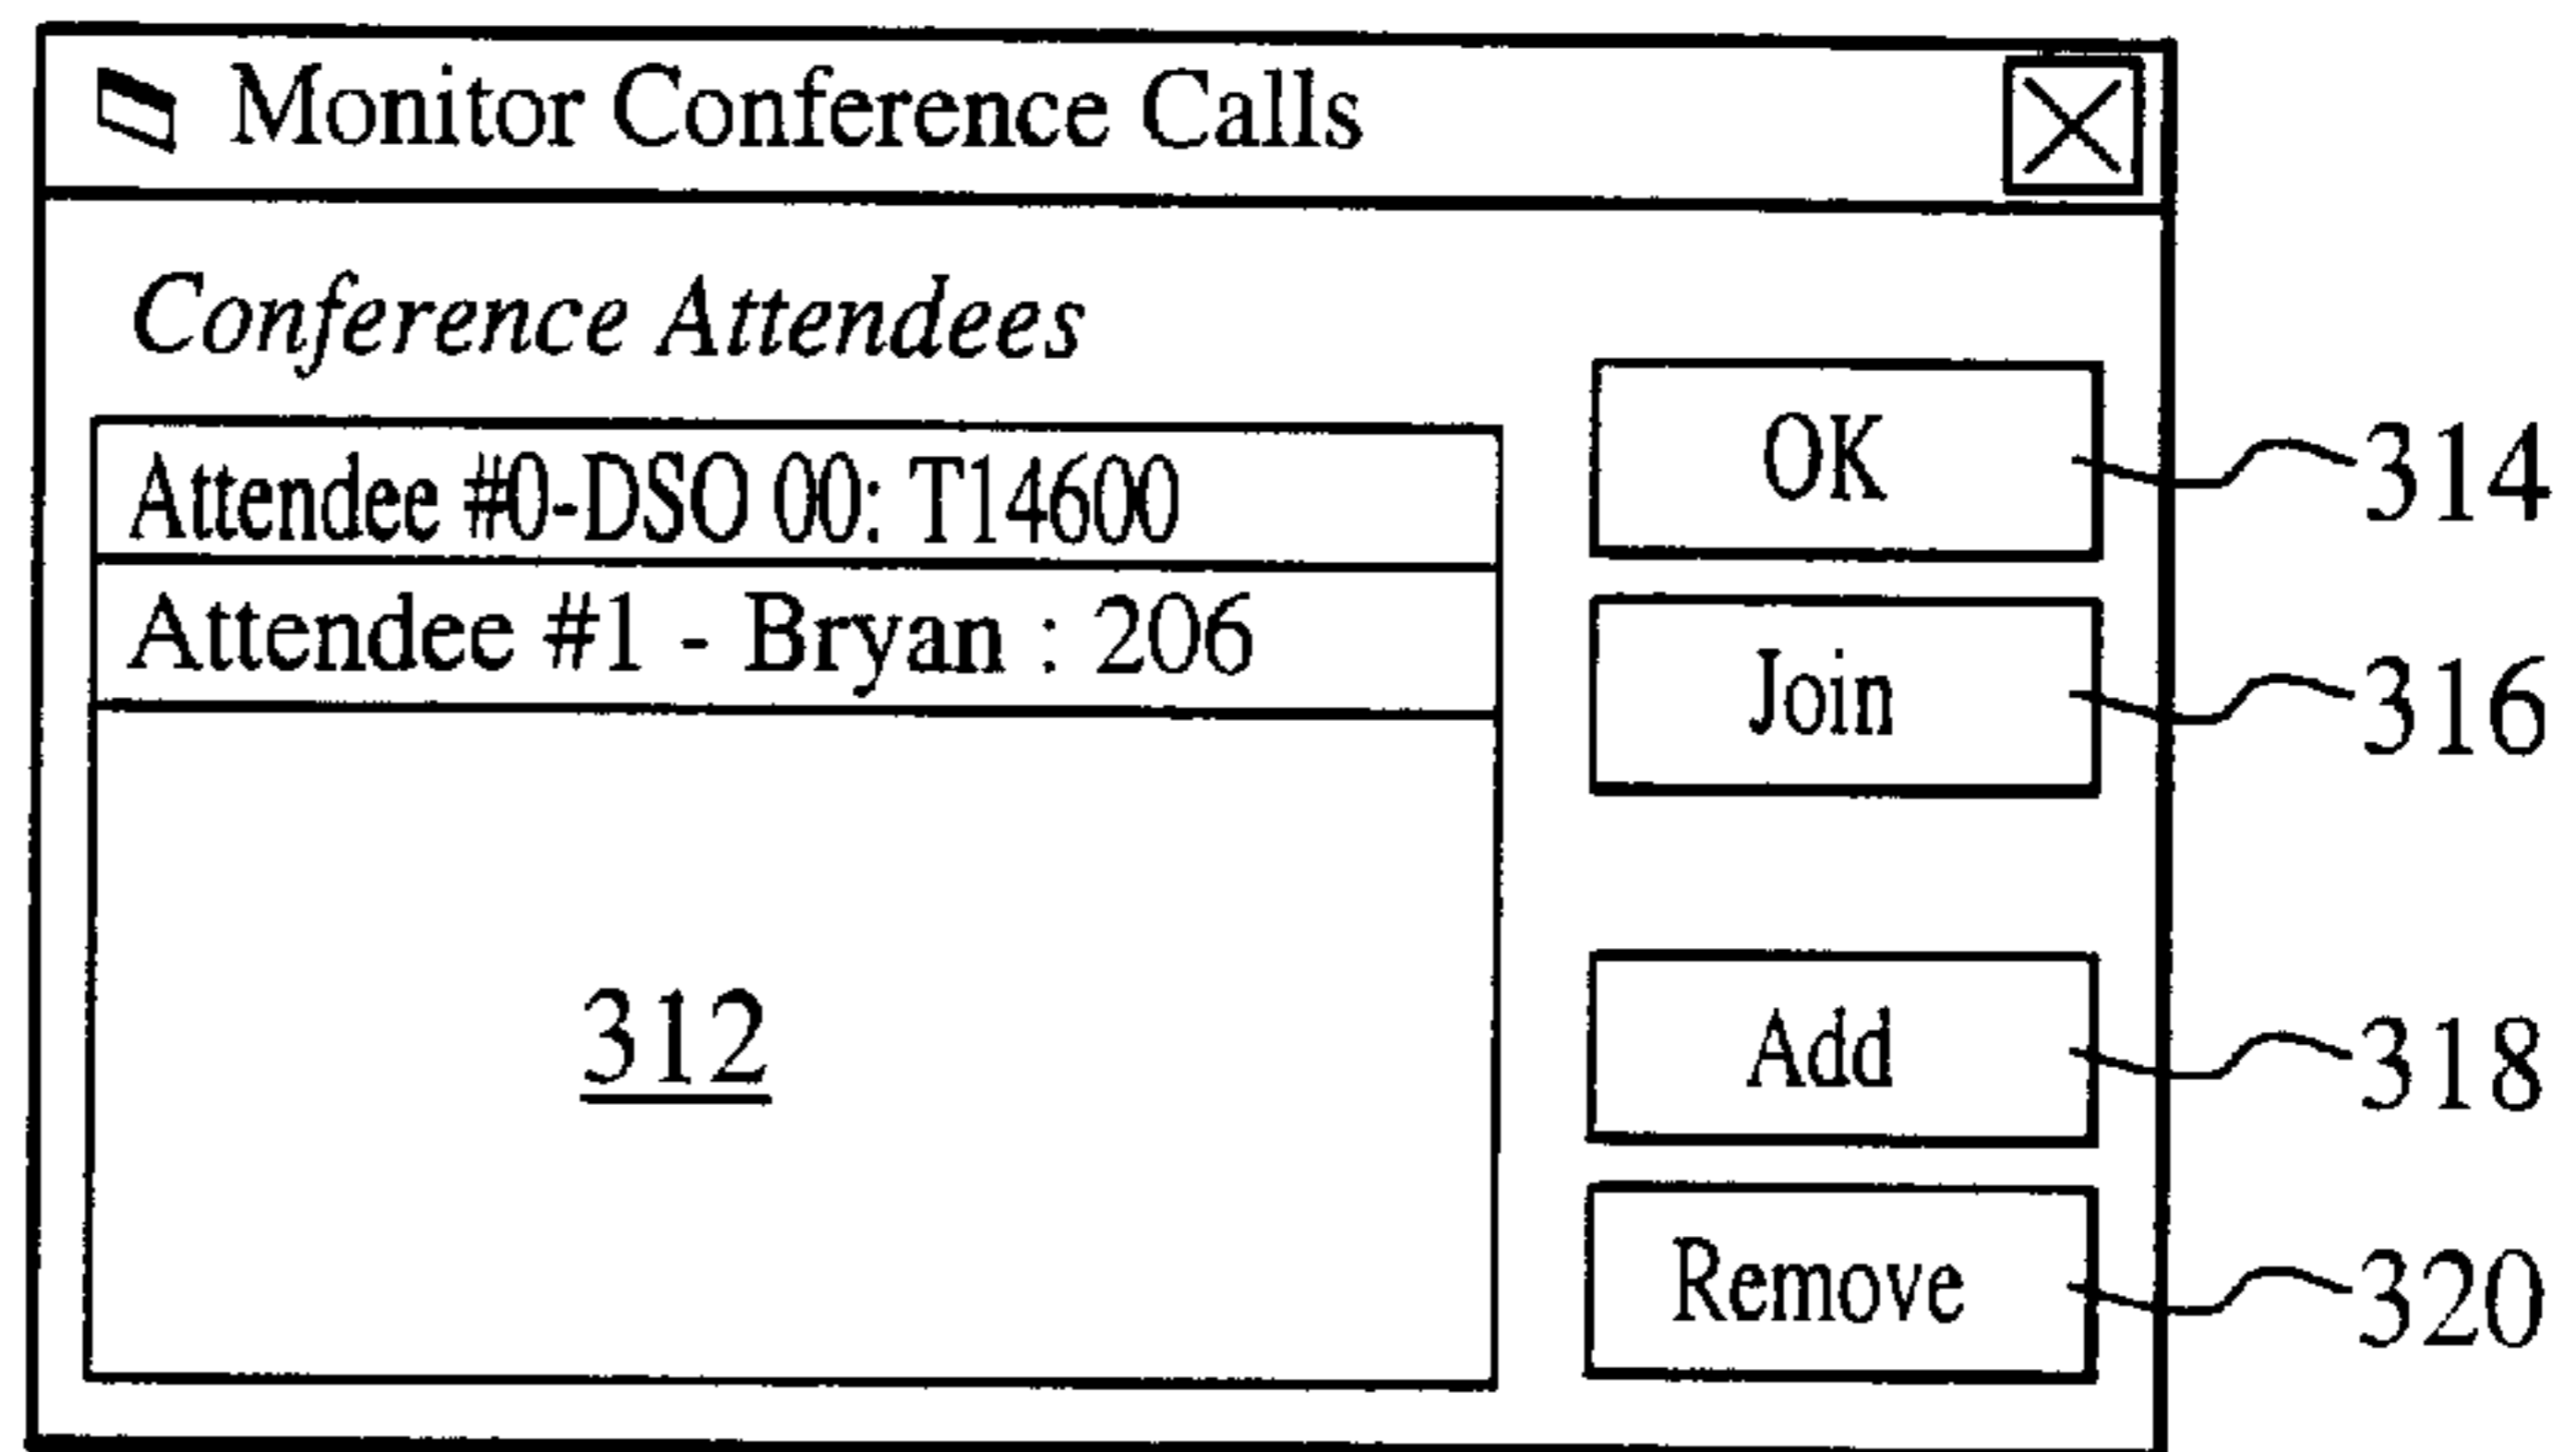 Monitor Conference Calls
Conference Attendees
Attendee #0-DSO 00: T14600
Attendee #1 - Bryan : 206
312
OK
314
Join
316
Add
318
Remove
320